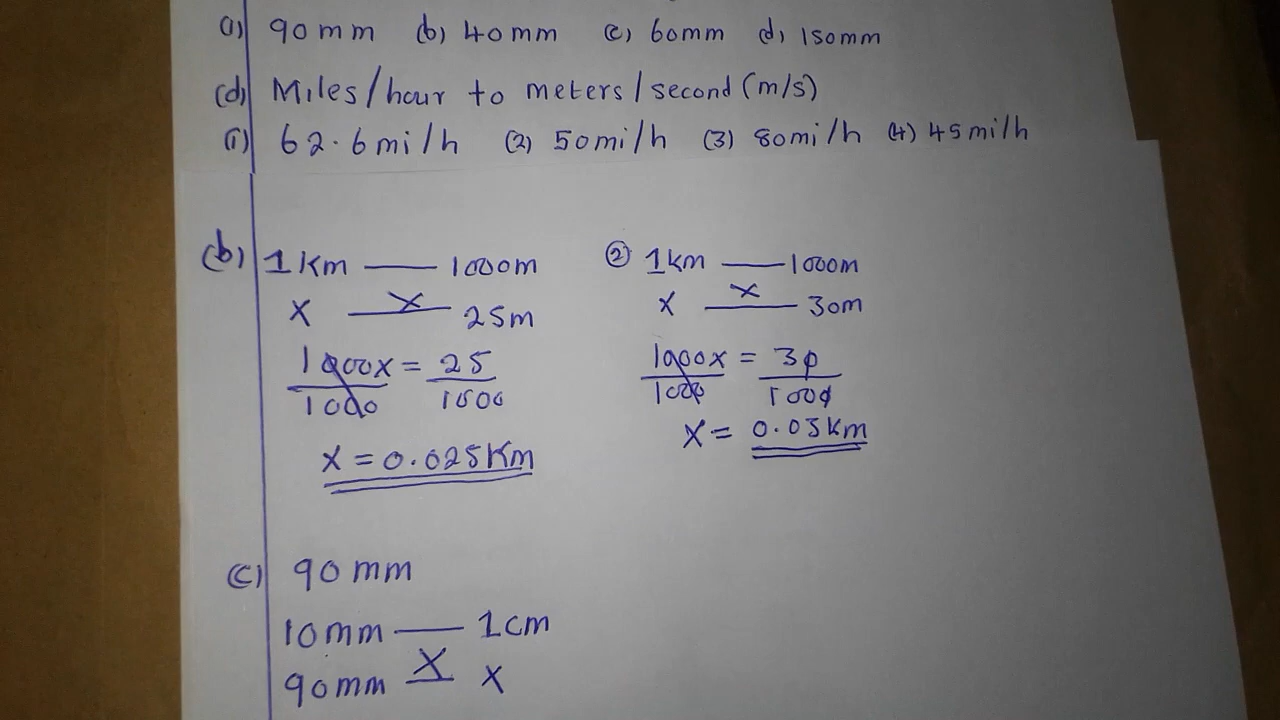 a) 90mm (b) 40mm (c) 60mm d) 150mm
(d) Miles/hour to meters/second (m/s)
(1) 62.6mi/h (2) 50mi/h (3) 80mi/h (4) 45mi/h
(b) 1Km — 1000m
x — 25m
1000x = 25
1000 1000
x = 0.025Km
② 1km — 1000m
x — 30m
1000x = 30
1000 1000
x = 0.03Km
(c) 90mm
10mm — 1cm
90mm — x